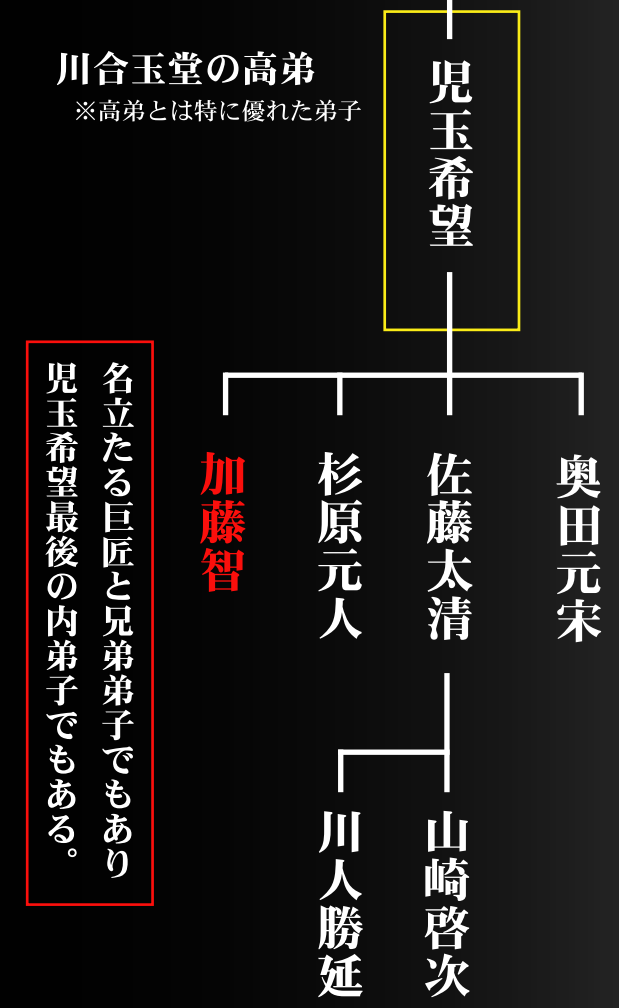 川合玉堂の高弟
※高弟とは特に優れた弟子
児玉希望
奥田元宋
佐藤太清
杉原元人
加藤智
山崎啓次
川人勝延
名立たる巨匠と兄弟弟子でもあり
児玉希望最後の内弟子でもある。